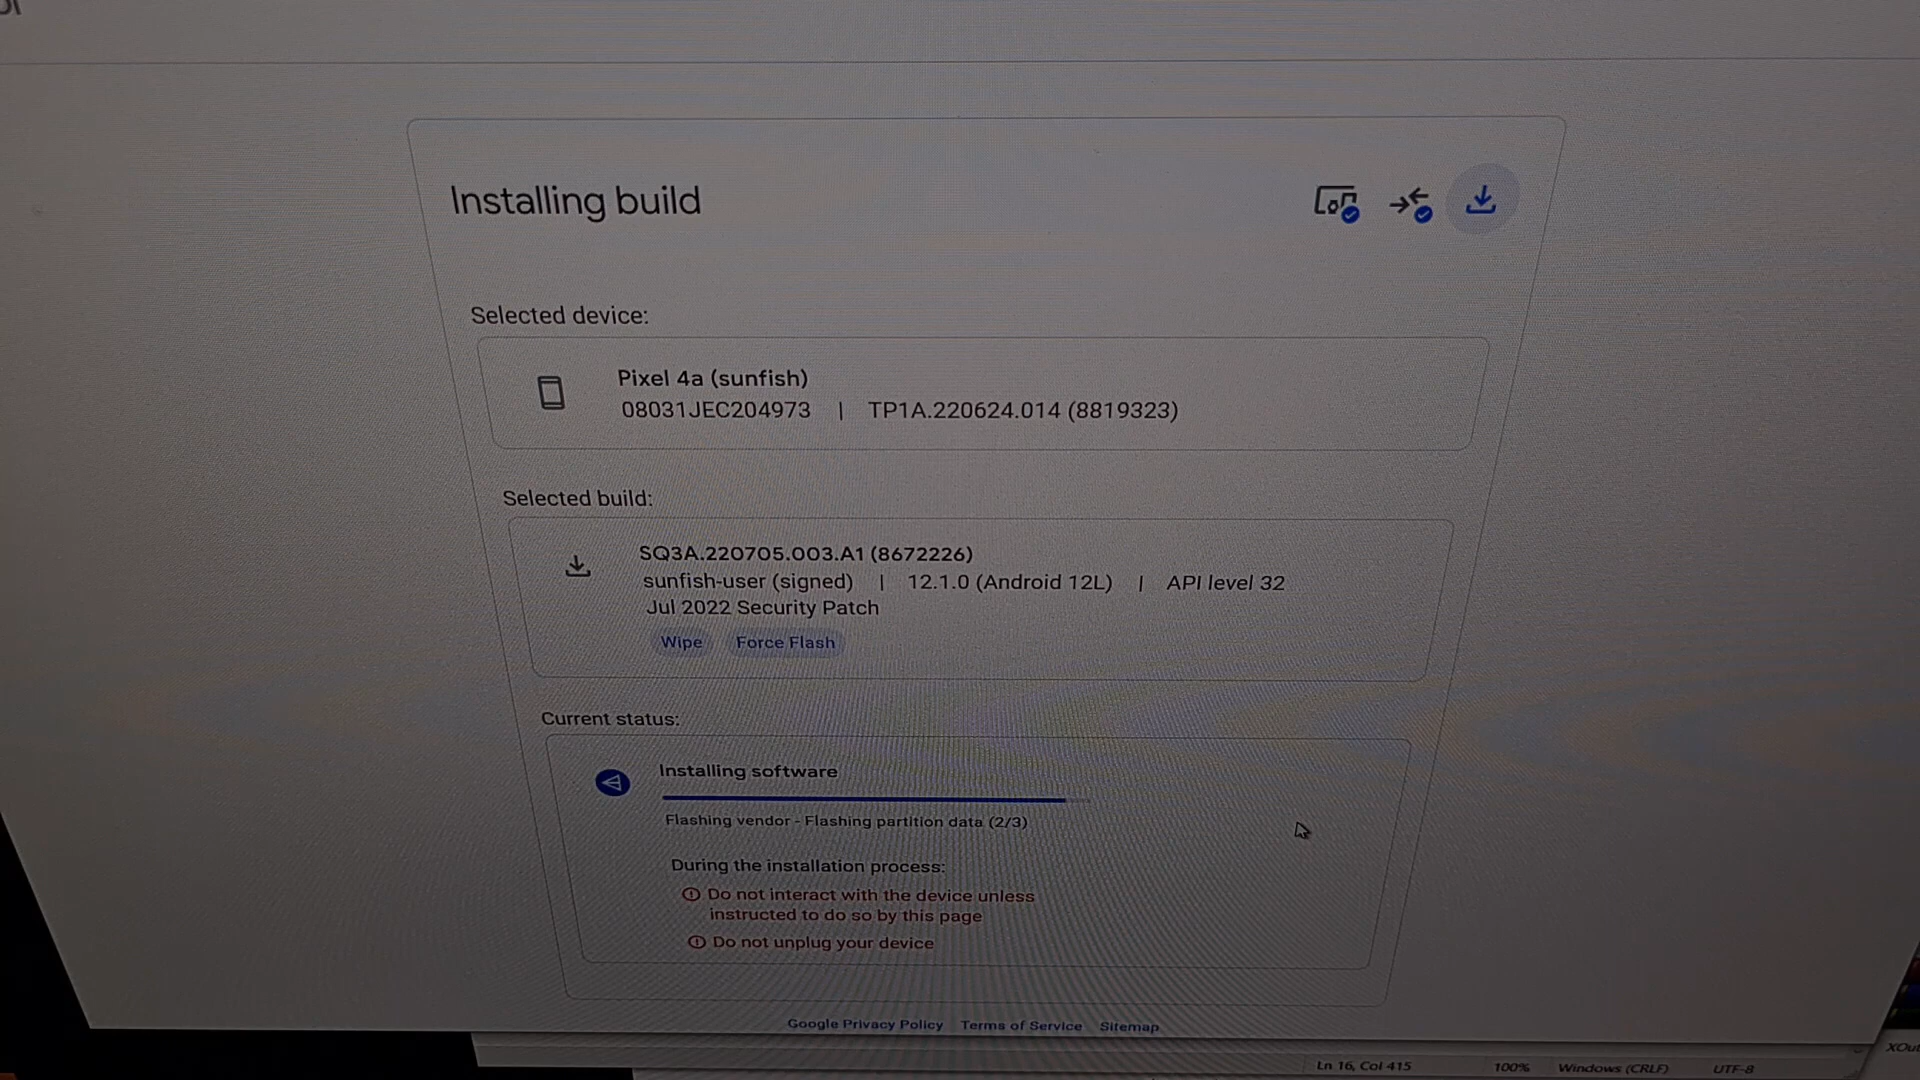 Installing build
Selected device:
Pixel 4a (sunfish)
08031JEC204973 | TP1A.220624.014 (8819323)
Selected build:
SQ3A.220705.003.A1 (8672226)
sunfish-user (signed) | 12.1.0 (Android 12L) | API level 32
Jul 2022 Security Patch
Wipe Force Flash
Current status:
Installing software
Flashing vendor - Flashing partition data (2/3)
During the installation process:
Do not interact with the device unless
instructed to do so by this page
Do not unplug your device
Google Privacy Policy Terms of Service Sitemap
Ln 16, Col 415 100% Windows (CRLF) UTF-8